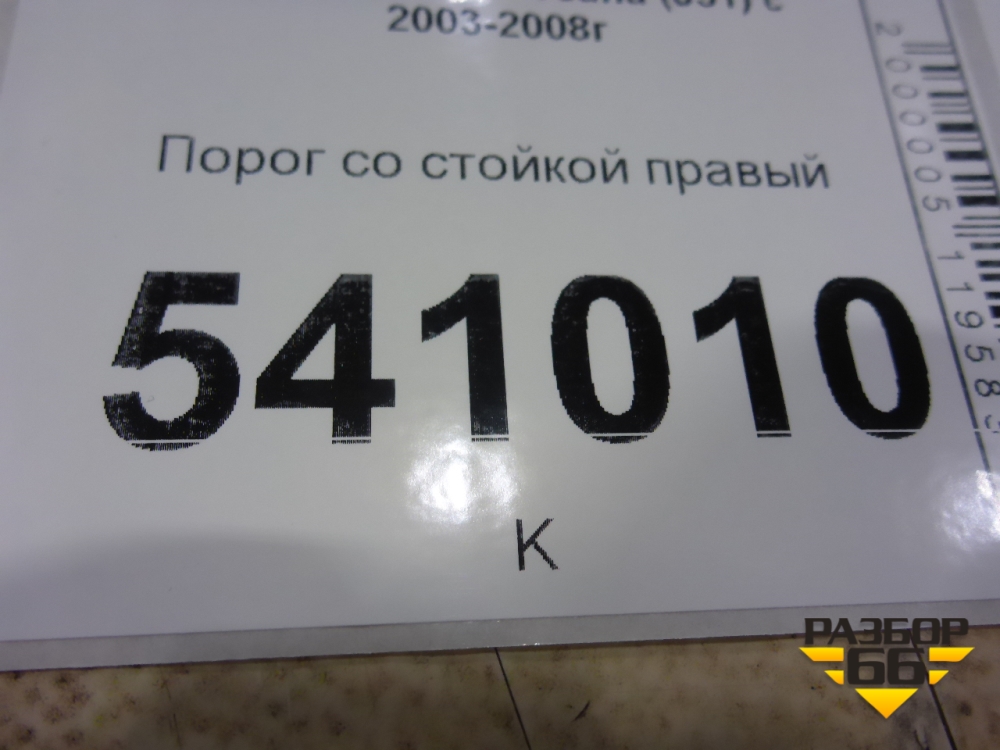 с
2003-2008г
Порог со стойкой правый
541010
К
2000005119583
РАЗБОР
66